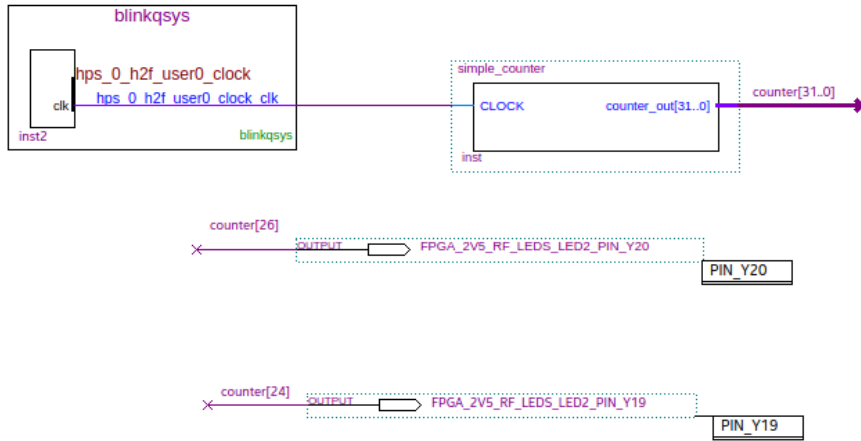 blinkqsys
hps_0_h2f_user0_clock
clk
hps_0_h2f_user0_clock_clk
inst2
blinkqsys
simple_counter
CLOCK
counter_out[31..0]
inst
counter[31..0]
counter[26]
OUTPUT
FPGA_2V5_RF_LEDS_LED2_PIN_Y20
PIN_Y20
counter[24]
OUTPUT
FPGA_2V5_RF_LEDS_LED2_PIN_Y19
PIN_Y19